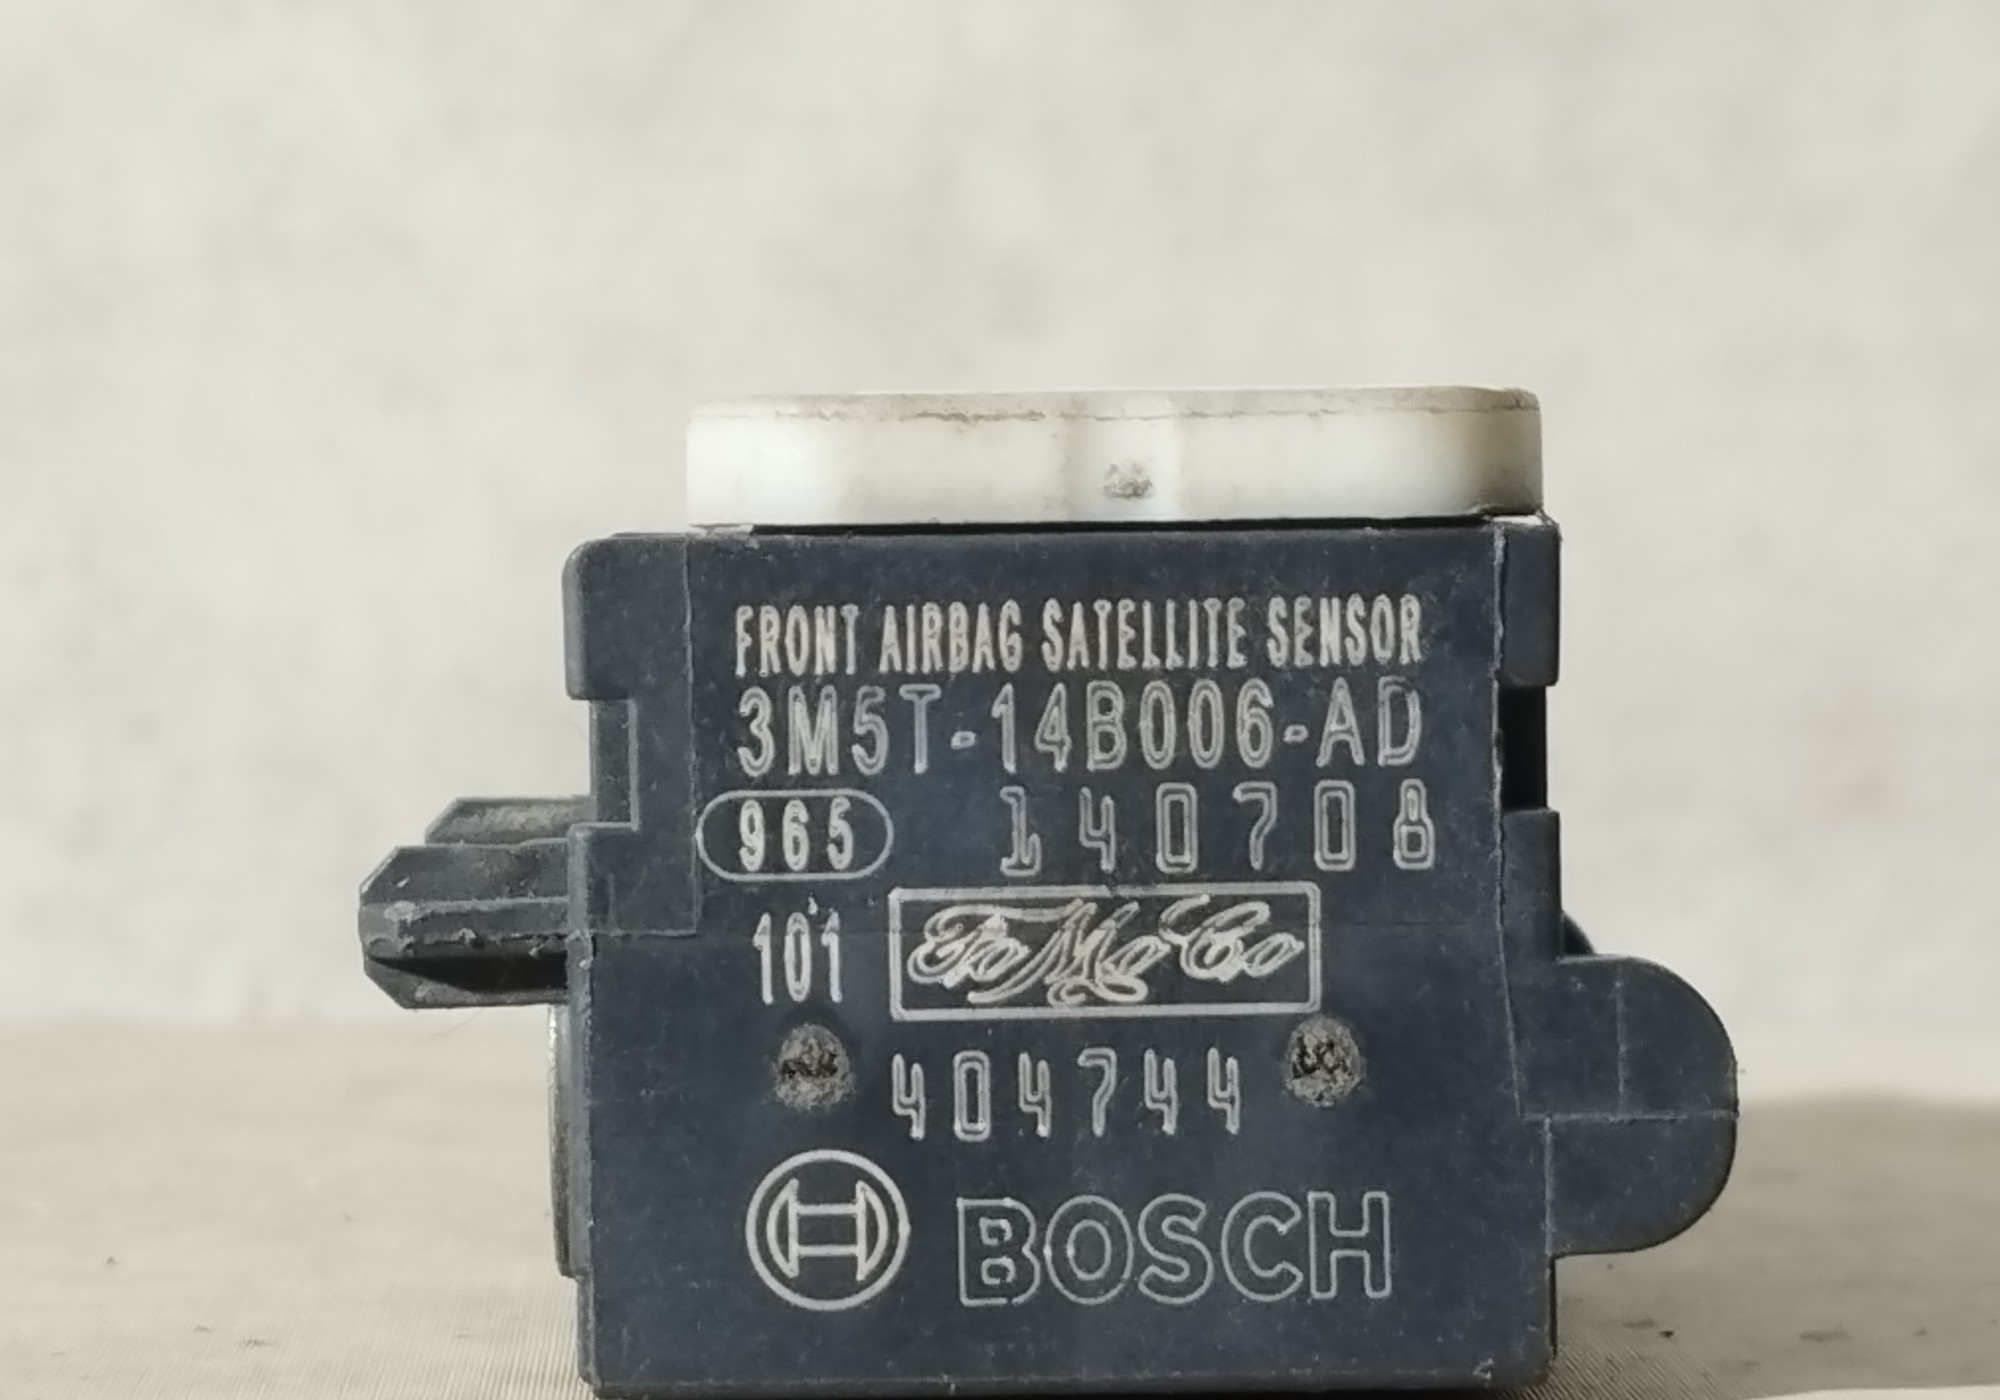 FRONT AIRBAG SATELLITE SENSOR
3M5T-14B006-AD
965 140708
101 FoMoCo
404744
BOSCH